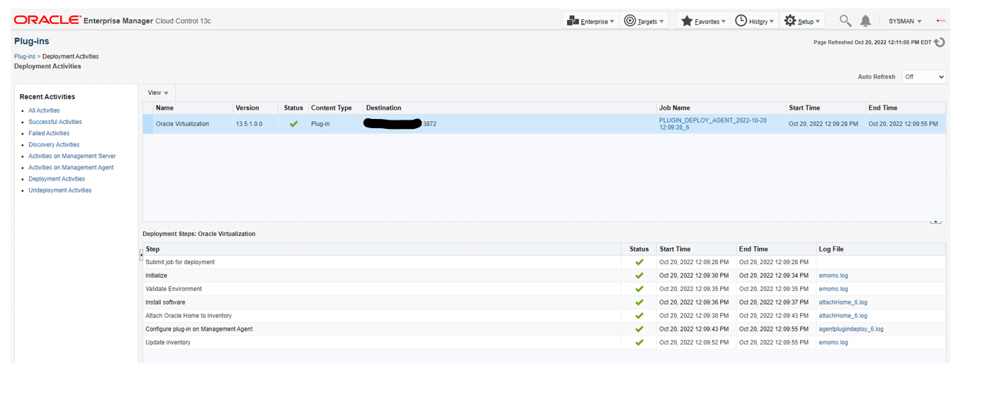 ORACLE Enterprise Manager Cloud Control 13c
Enterprise Targets Favorites History Setup SYSMAN
Plug-ins
Page Refreshed Oct 20, 2022 12:11:05 PM EDT
Plug-ins > Deployment Activities
Deployment Activities
Auto Refresh Off
Recent Activities
All Activities
Successful Activities
Failed Activities
Discovery Activities
Activities on Management Server
Activities on Management Agent
Deployment Activities
Undeployment Activities
View
Name Version Status Content Type Destination Job Name Start Time End Time
Oracle Virtualization 13.5.1.0.0 Plug-in 3872 PLUGIN_DEPLOY_AGENT_2022-10-20 Oct 20, 2022 12:09:28 PM Oct 20, 2022 12:09:55 PM
12:09:28_6
Deployment Steps: Oracle Virtualization
Step Status Start Time End Time Log File
Submit job for deployment Oct 20, 2022 12:09:28 PM Oct 20, 2022 12:09:28 PM
Initialize Oct 20, 2022 12:09:30 PM Oct 20, 2022 12:09:34 PM emoms.log
Validate Environment Oct 20, 2022 12:09:35 PM Oct 20, 2022 12:09:35 PM emoms.log
Install software Oct 20, 2022 12:09:36 PM Oct 20, 2022 12:09:37 PM attachHome_6.log
Attach Oracle Home to Inventory Oct 20, 2022 12:09:38 PM Oct 20, 2022 12:09:43 PM attachHome_6.log
Configure plug-in on Management Agent Oct 20, 2022 12:09:43 PM Oct 20, 2022 12:09:55 PM agentplugindeploy_6.log
Update inventory Oct 20, 2022 12:09:52 PM Oct 20, 2022 12:09:55 PM emoms.log